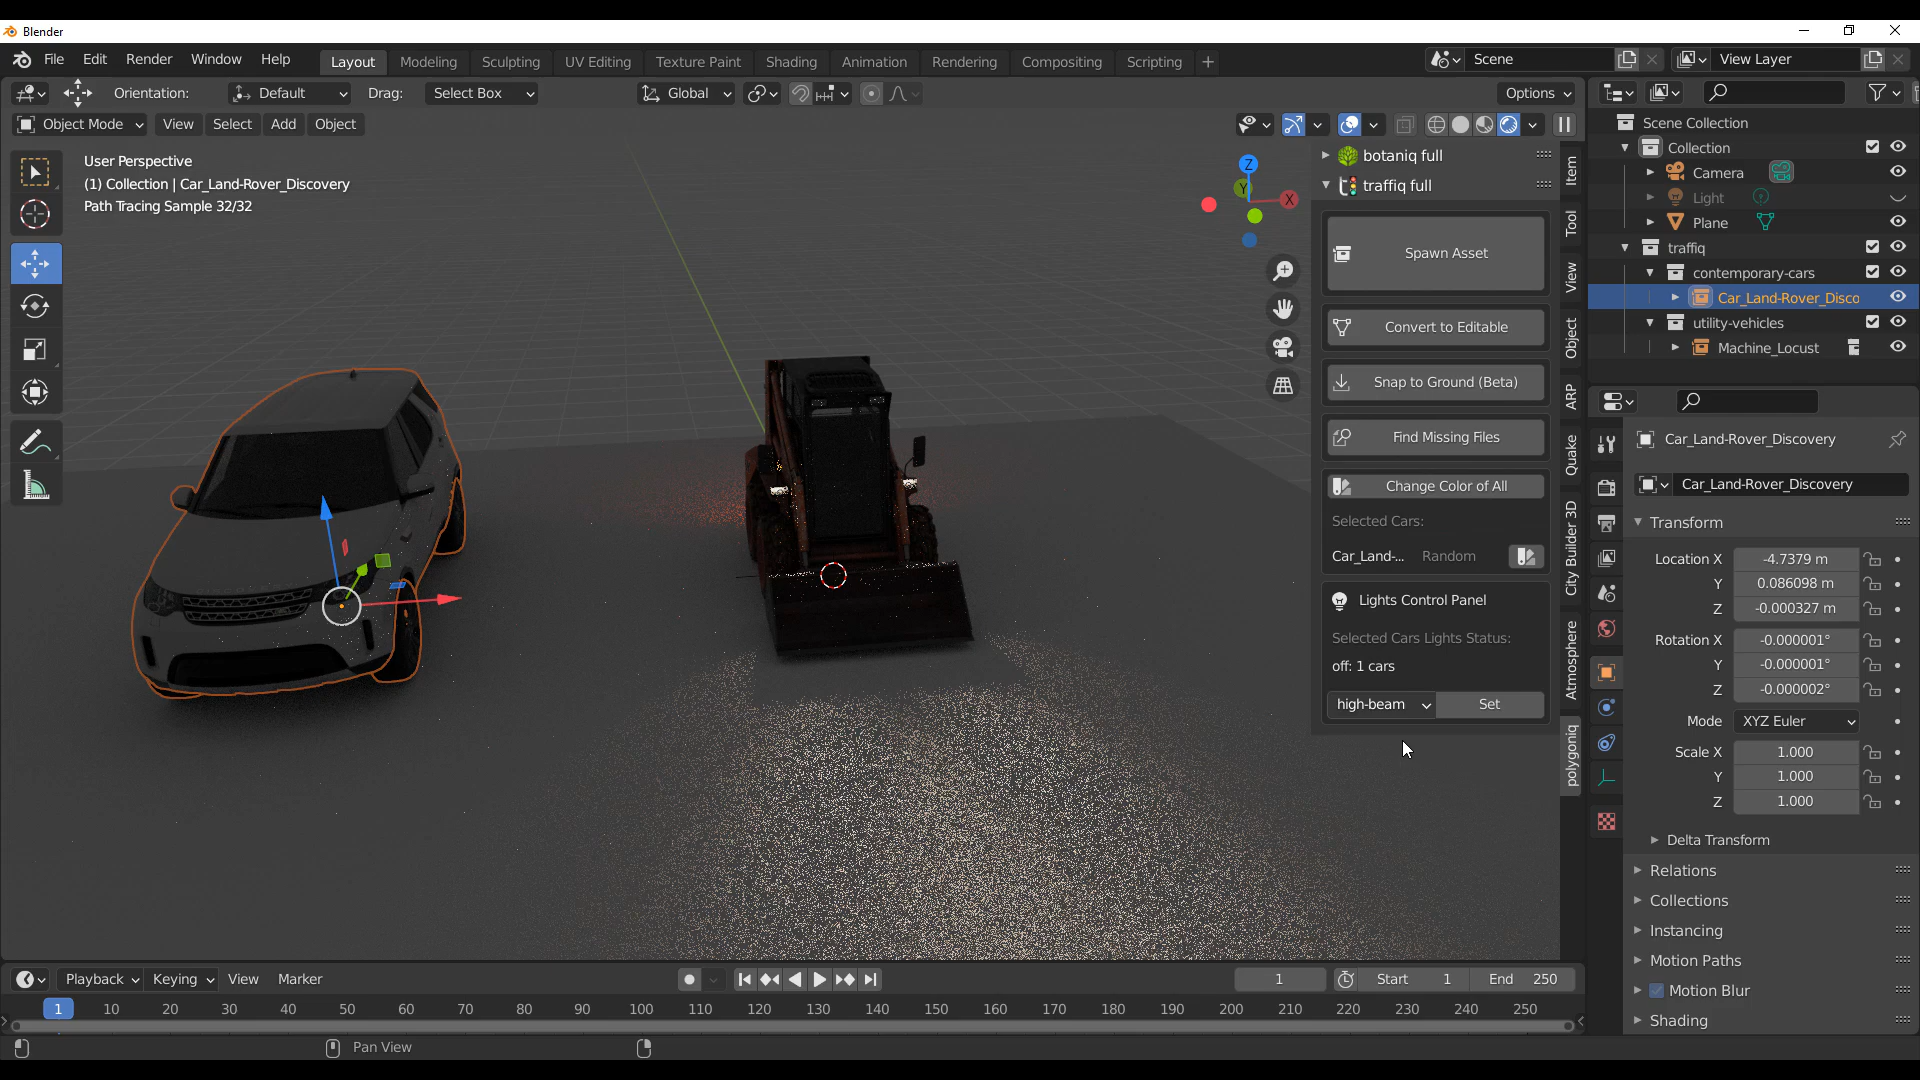 Blender
File Edit Render Window Help Layout Modeling Sculpting UV Editing Texture Paint Shading Animation Rendering Compositing Scripting + Scene View Layer
Orientation: Default Drag: Select Box Global Options
Object Mode View Select Add Object
User Perspective
(1) Collection | Car_Land-Rover_Discovery
Path Tracing Sample 32/32
Z
Y
X
botaniq full
traffiq full
Spawn Asset
Convert to Editable
Snap to Ground (Beta)
Find Missing Files
Change Color of All
Selected Cars:
Car_Land-... Random
Lights Control Panel
Selected Cars Lights Status:
off: 1 cars
high-beam Set
Item
Tool
View
Object
ARP
Quake
City Builder 3D
Atmosphere
polygoniq
Scene Collection
Collection
Camera
Light
Plane
traffiq
contemporary-cars
Car_Land-Rover_Disco
utility-vehicles
Machine_Locust
Car_Land-Rover_Discovery
Car_Land-Rover_Discovery
Transform
Location X -4.7379 m
Y 0.086098 m
Z -0.000327 m
Rotation X -0.000001°
Y -0.000001°
Z -0.000002°
Mode XYZ Euler
Scale X 1.000
Y 1.000
Z 1.000
Delta Transform
Relations
Collections
Instancing
Motion Paths
Motion Blur
Shading
Playback Keying View Marker 1 Start 1 End 250
1 10 20 30 40 50 60 70 80 90 100 110 120 130 140 150 160 170 180 190 200 210 220 230 240 250
Pan View